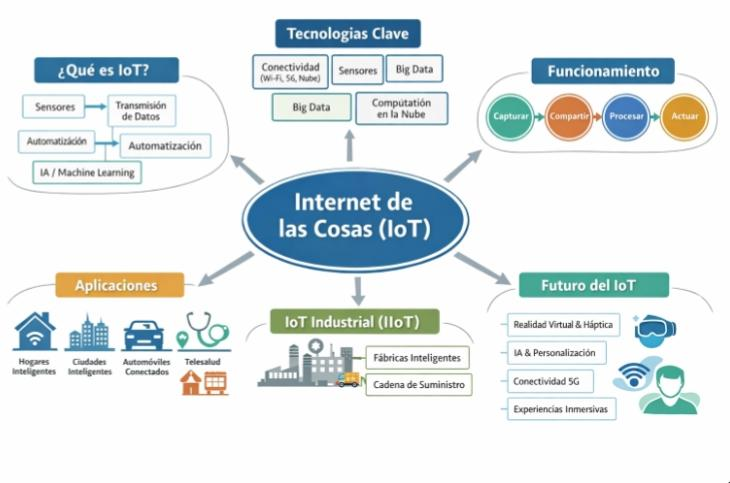 Tecnologias Clave
Conectividad
(Wi-Fi, 5G, Nube)
Sensores
Big Data
Big Data
Computatión
en la Nube
¿Qué es IoT?
Sensores
Transmisión
de Datos
Automatización
Automatización
IA / Machine Learning
Funcionamiento
Capturar
Compartir
Procesar
Actuar
Internet de
las Cosas (IoT)
Aplicaciones
Hogares
Inteligentes
Ciudades
Inteligentes
Automóviles
Conectados
Telesalud
IoT Industrial (IIoT)
Fábricas Inteligentes
Cadena de Suministro
Futuro del IoT
Realidad Virtual & Háptica
IA & Personalización
Conectividad 5G
Experiencias Inmersivas